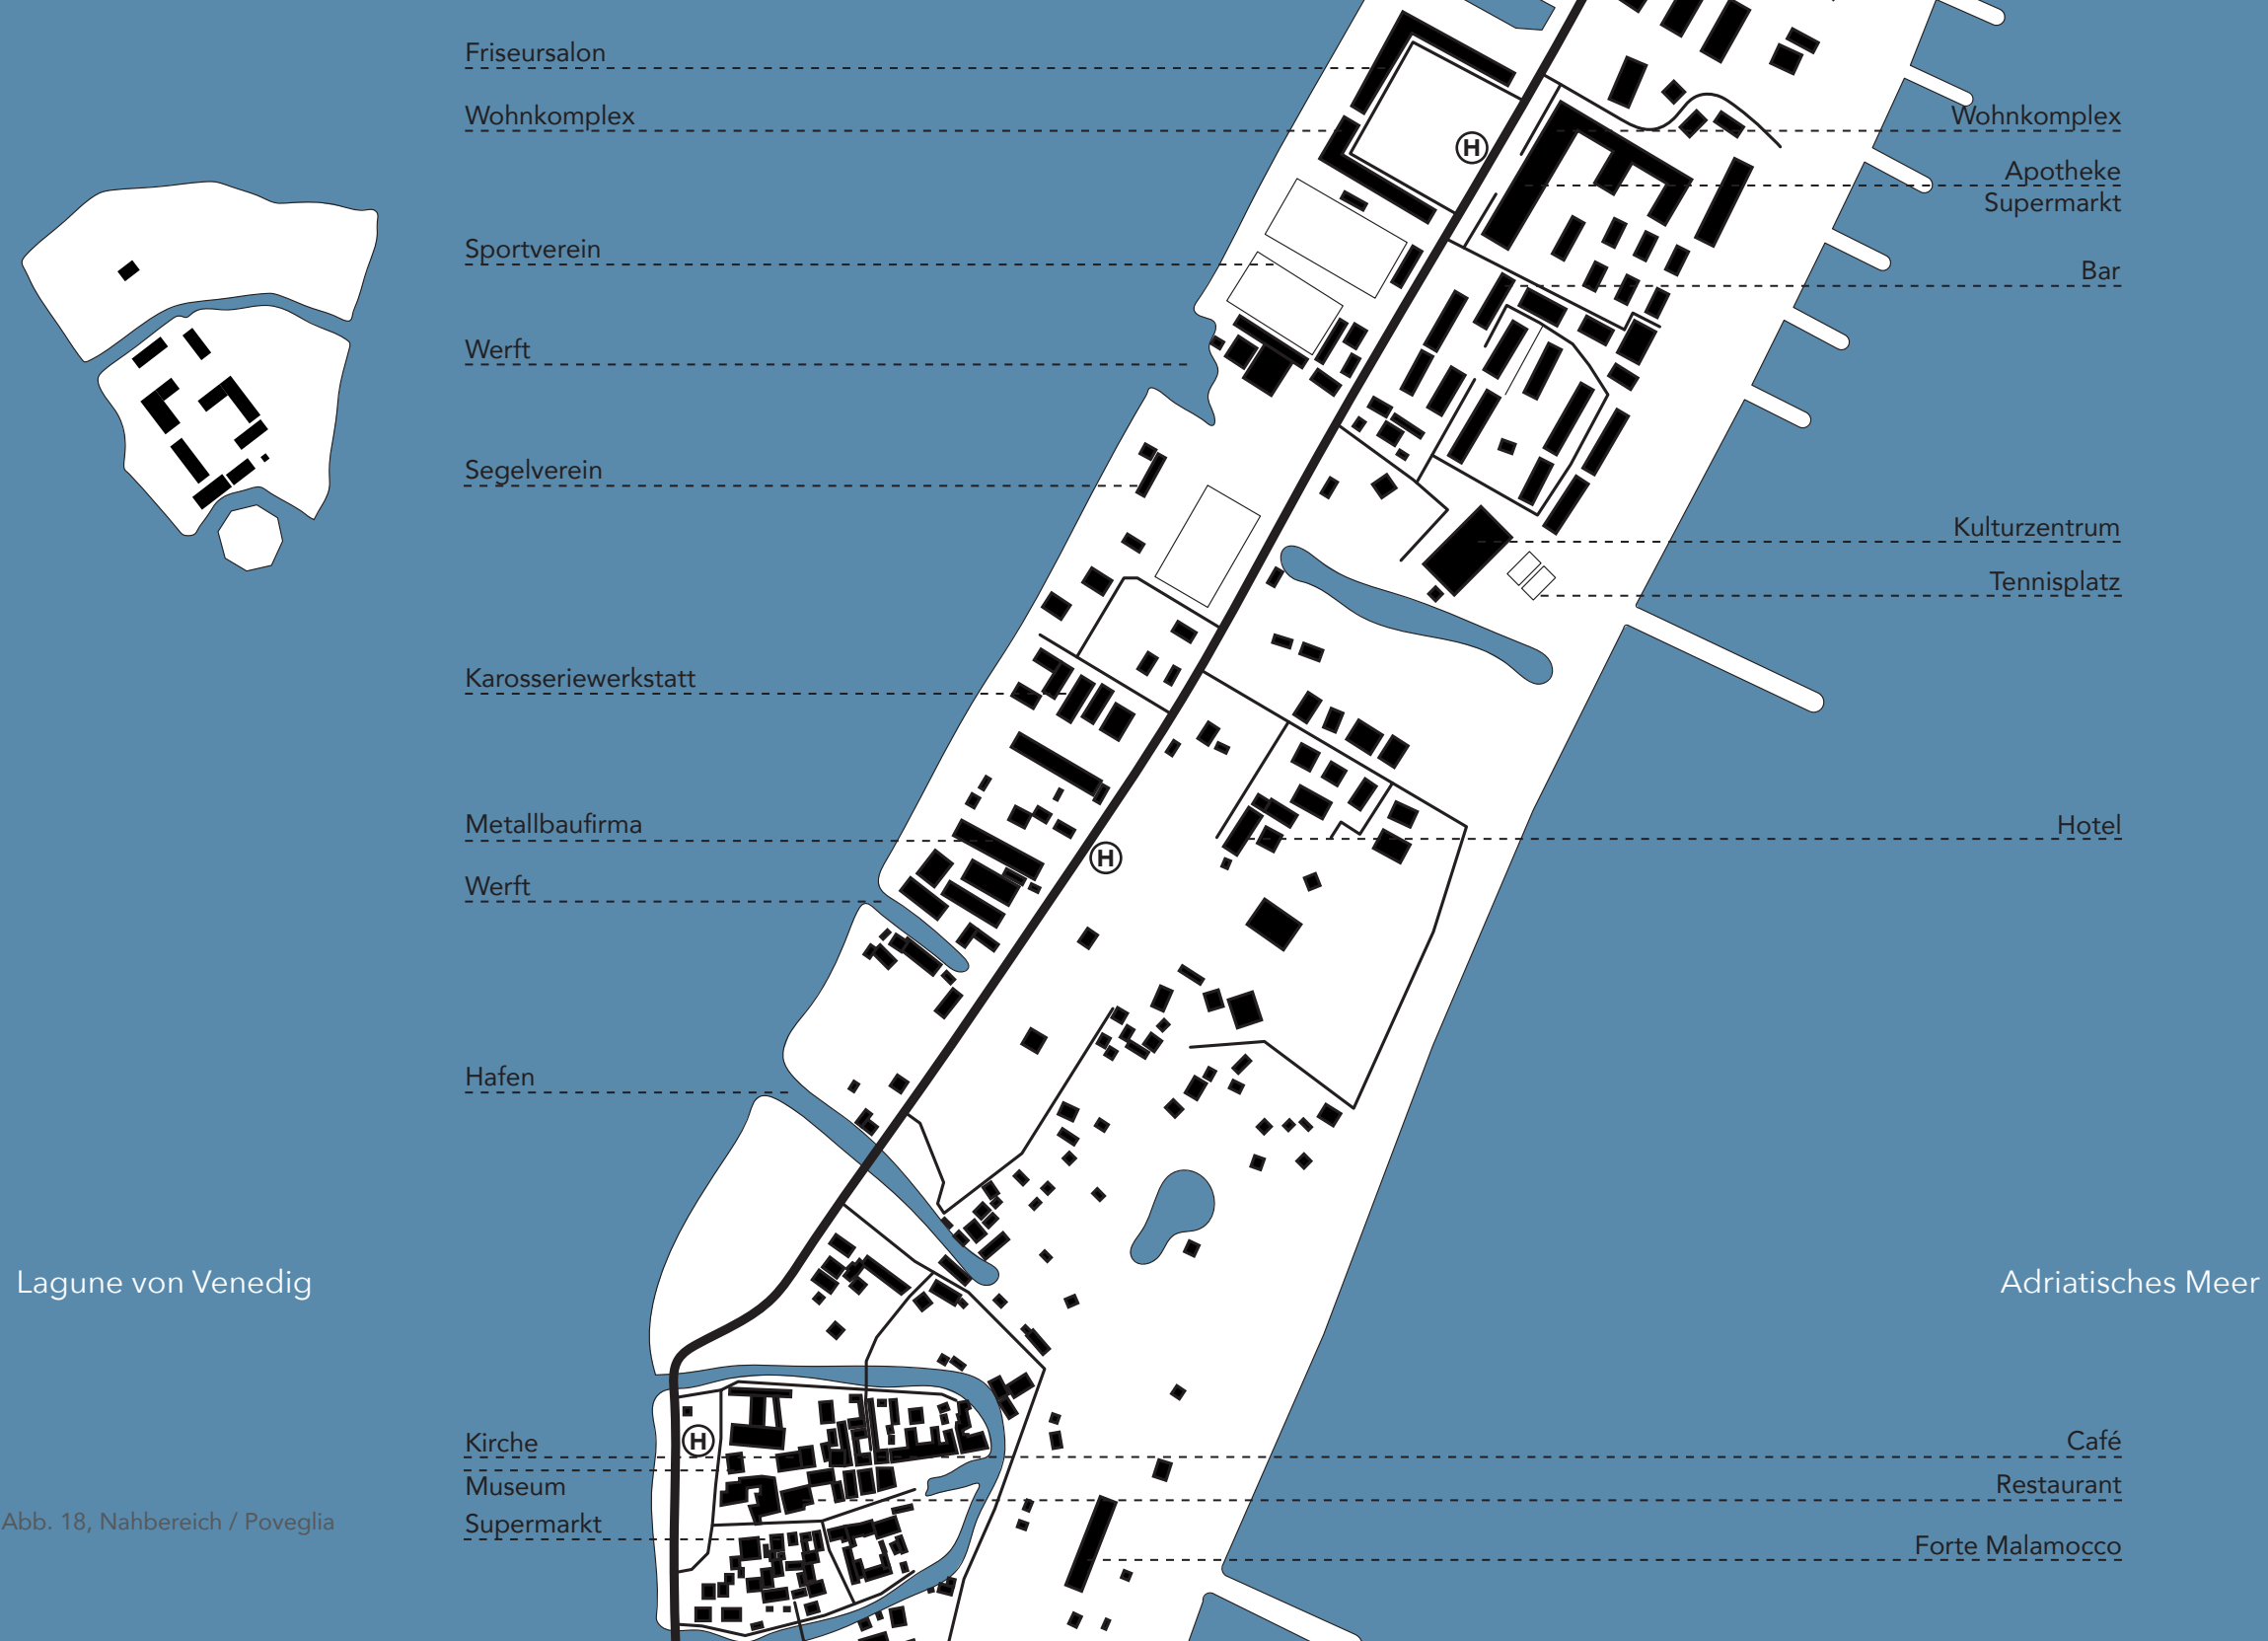 Friseursalon
Wohnkomplex
Sportverein
Werft
Segelverein
Karosseriewerkstatt
Metallbaufirma
Werft
Hafen
Kirche
Museum
Supermarkt
H
H
H
Wohnkomplex
Apotheke
Supermarkt
Bar
Kulturzentrum
Tennisplatz
Hotel
Café
Restaurant
Forte Malamocco
Lagune von Venedig
Adriatisches Meer
Abb. 18, Nahbereich / Poveglia